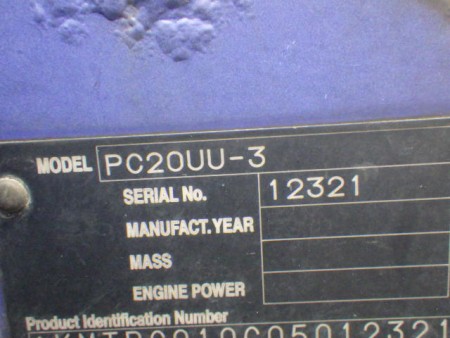 MODEL PC20UU-3
SERIAL No. 12321
MANUFACT.YEAR
MASS
ENGINE POWER
Product Identification Number